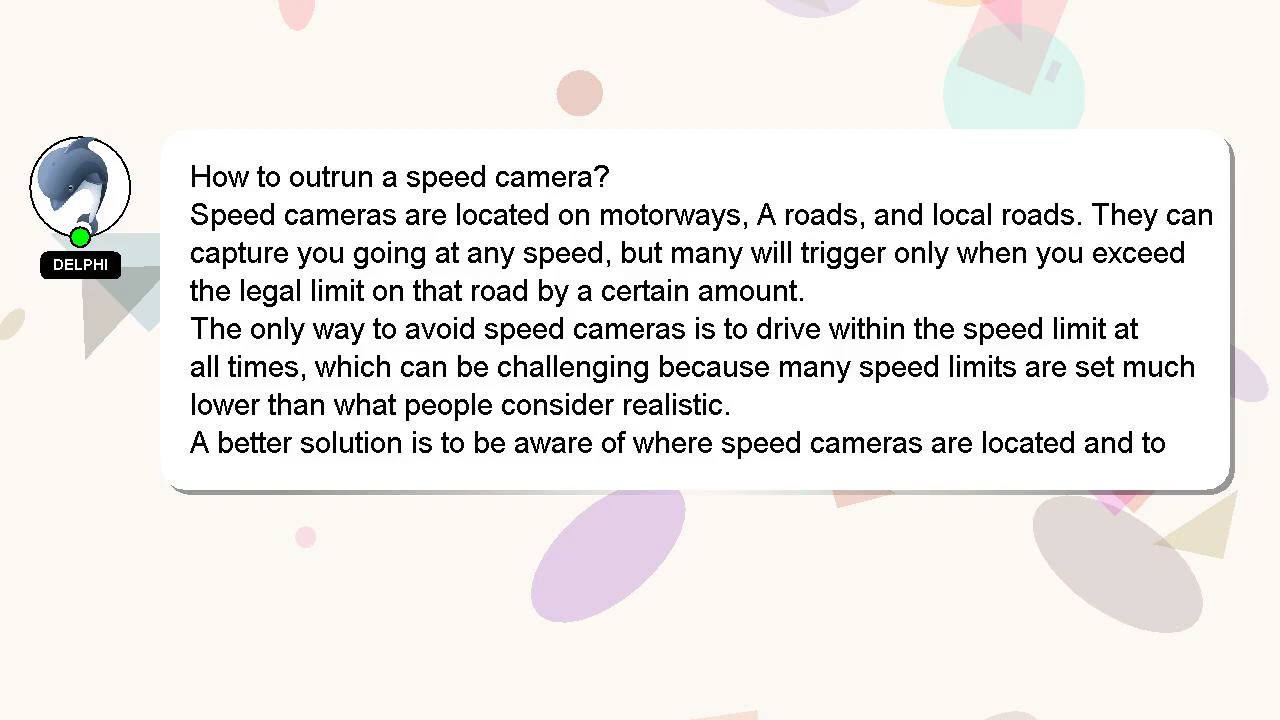 How to outrun a speed camera?
Speed cameras are located on motorways, A roads, and local roads. They can
capture you going at any speed, but many will trigger only when you exceed
the legal limit on that road by a certain amount.
The only way to avoid speed cameras is to drive within the speed limit at
all times, which can be challenging because many speed limits are set much
lower than what people consider realistic.
A better solution is to be aware of where speed cameras are located and to
DELPHI